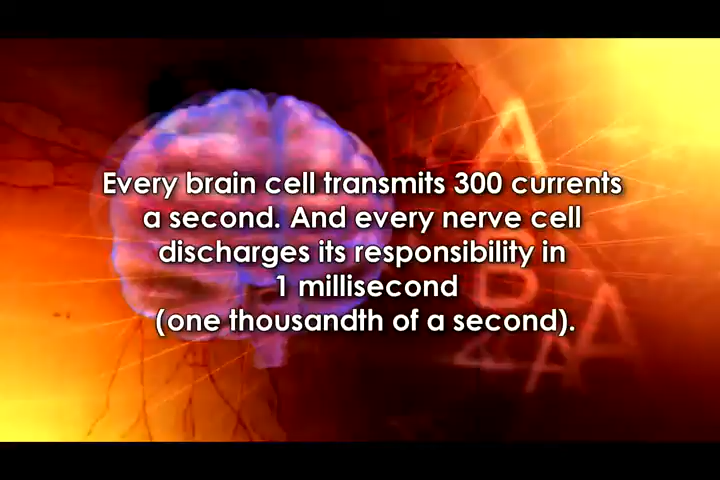 Every brain cell transmits 300 currents
a second. And every nerve cell
discharges its responsibility in
1 millisecond
(one thousandth of a second).
A
B
A
A